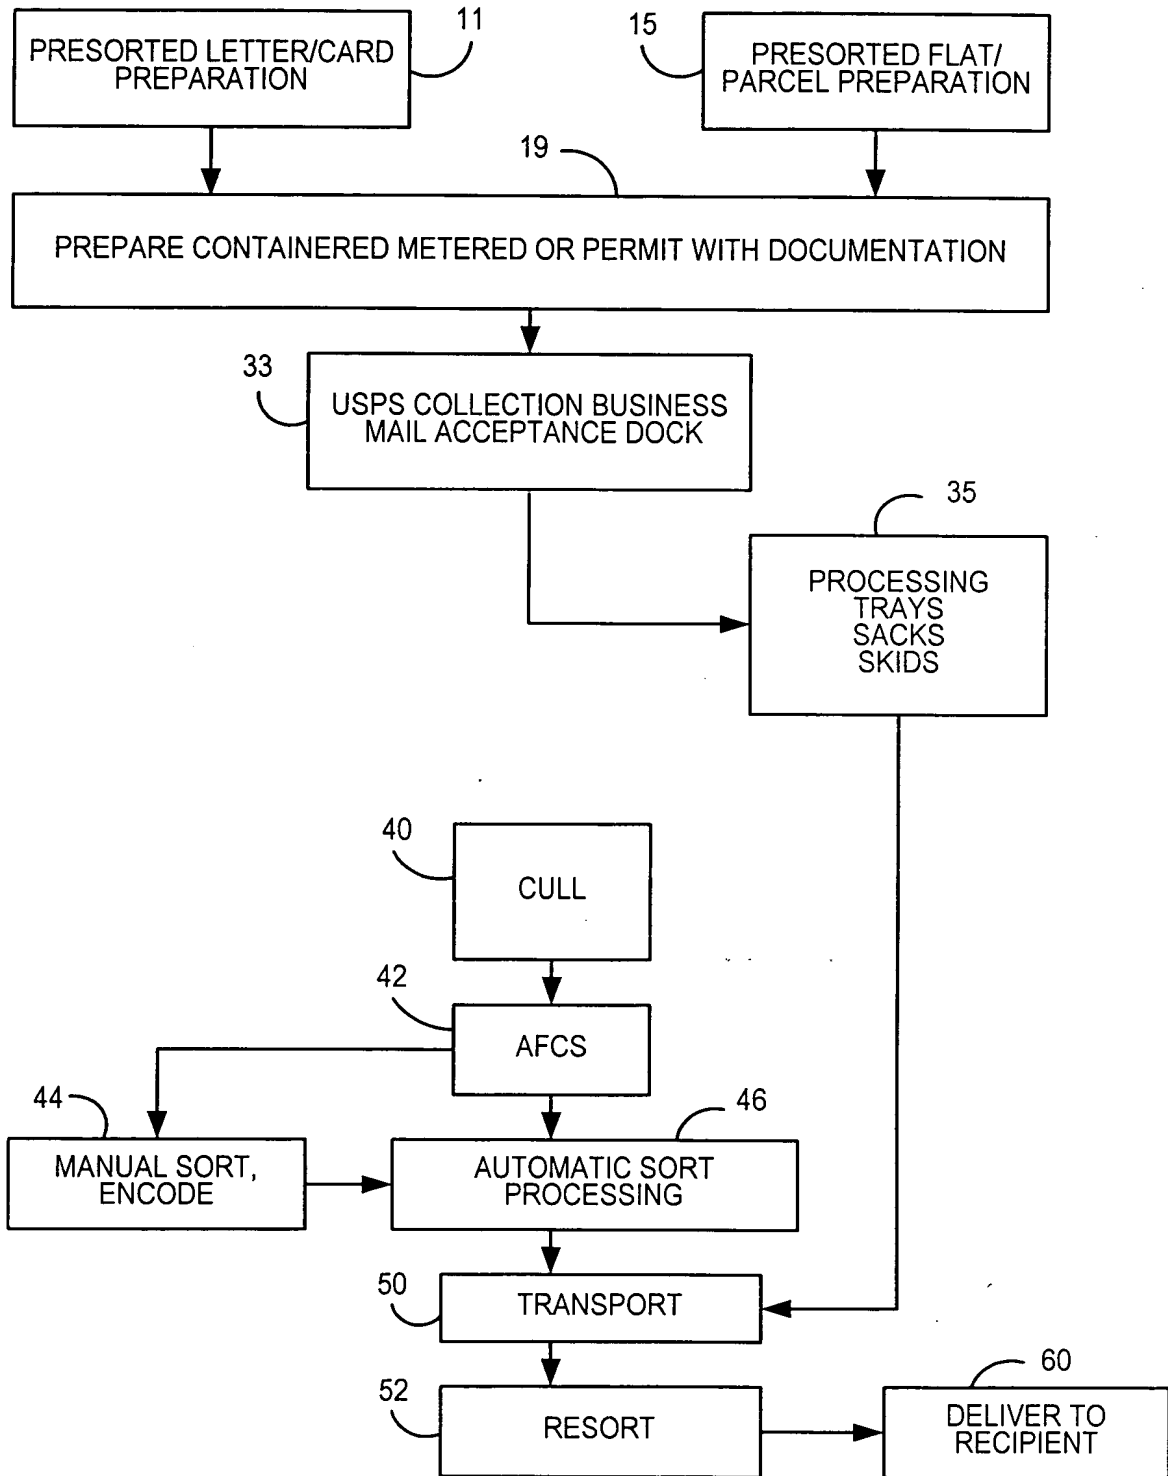 11
15
PRESORTED LETTER/CARD
PREPARATION
PRESORTED FLAT/
PARCEL PREPARATION
19
PREPARE CONTAINERED METERED OR PERMIT WITH DOCUMENTATION
33
USPS COLLECTION BUSINESS
MAIL ACCEPTANCE DOCK
35
PROCESSING
TRAYS
SACKS
SKIDS
40
CULL
42
AFCS
44
46
MANUAL SORT,
ENCODE
AUTOMATIC SORT
PROCESSING
50
TRANSPORT
52
RESORT
60
DELIVER TO
RECIPIENT